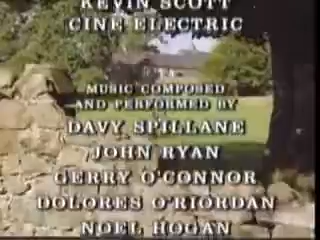 KEVIN SCOTT
CINE ELECTRIC
MUSIC COMPOSED
AND PERFORMED BY
DAVY SPILLANE
JOHN RYAN
GERRY O'CONNOR
DOLORES O'RIORDAN
NOEL HOGAN